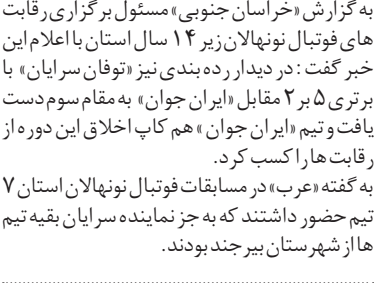 به گزارش «خراسان جنوبی» مسئول برگزاری رقابت
های فوتبال نونهالان زیر ۱۴ سال استان با اعلام این
خبر گفت : در دیدار رده بندی نیز «توفان سرایان» با
برتری ۵ بر ۲ مقابل «ایران جوان» به مقام سوم دست
یافت و تیم «ایران جوان» هم کاپ اخلاق این دوره از
رقابت ها را کسب کرد.
به گفته «عرب» در مسابقات فوتبال نونهالان استان ۷
تیم حضور داشتند که به جز نماینده سرایان بقیه تیم
ها از شهرستان بیرجند بودند.